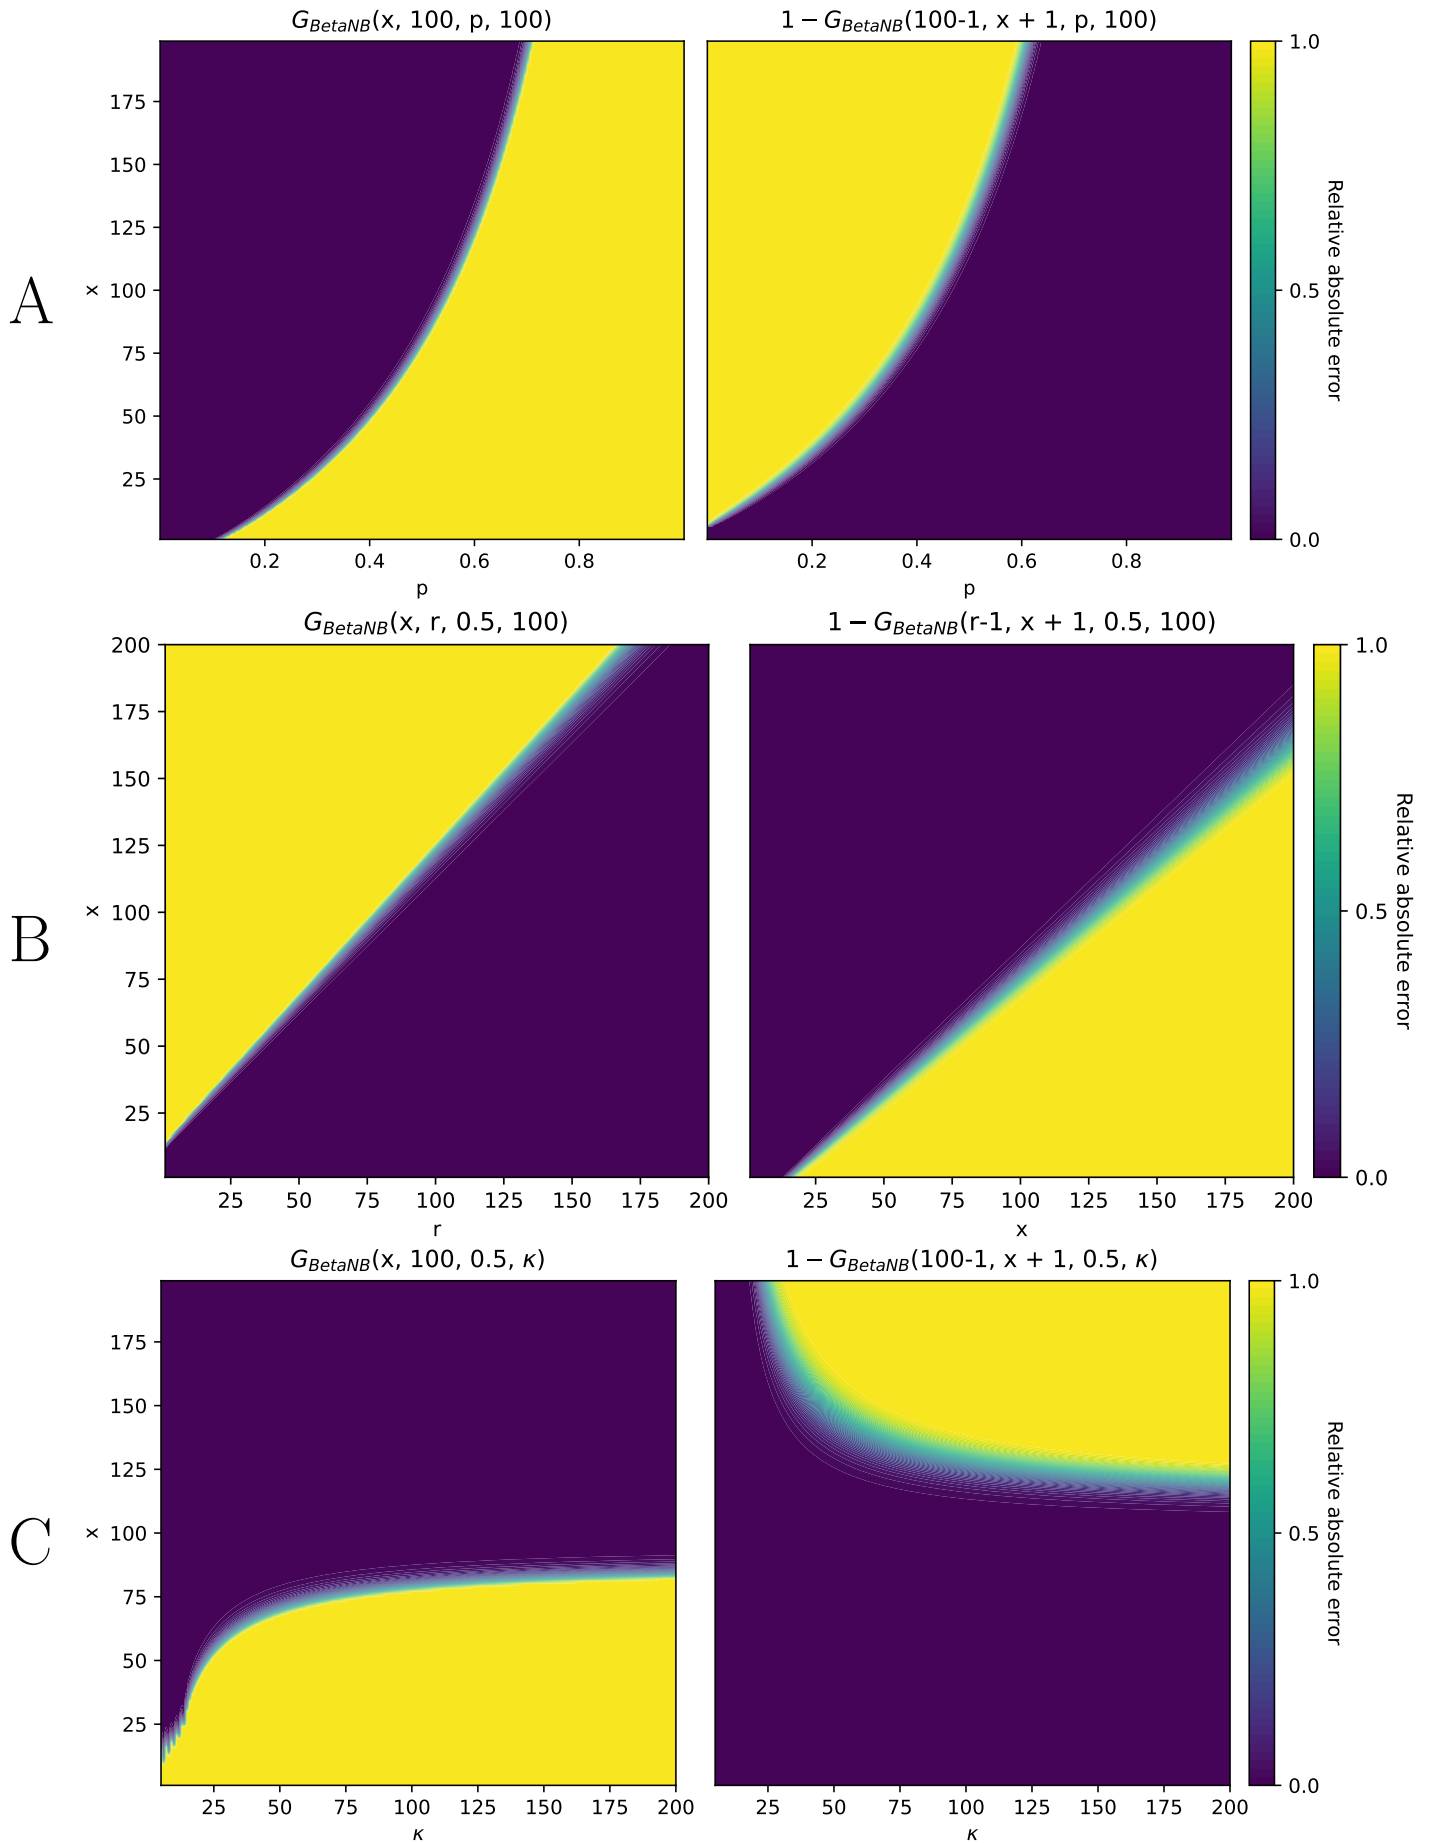 A
G_BetaNB(x, 100, p, 100)
175
150
125
100
75
50
25
x
0.2 0.4 0.6 0.8
p
1 − G_BetaNB(100-1, x + 1, p, 100)
0.2 0.4 0.6 0.8
p
1.0
0.5
0.0
Relative absolute error
B
G_BetaNB(x, r, 0.5, 100)
200
175
150
125
100
75
50
25
x
25 50 75 100 125 150 175 200
r
1 − G_BetaNB(r-1, x + 1, 0.5, 100)
25 50 75 100 125 150 175 200
x
1.0
0.5
0.0
Relative absolute error
C
G_BetaNB(x, 100, 0.5, κ)
175
150
125
100
75
50
25
x
25 50 75 100 125 150 175 200
κ
1 − G_BetaNB(100-1, x + 1, 0.5, κ)
25 50 75 100 125 150 175 200
κ
1.0
0.5
0.0
Relative absolute error